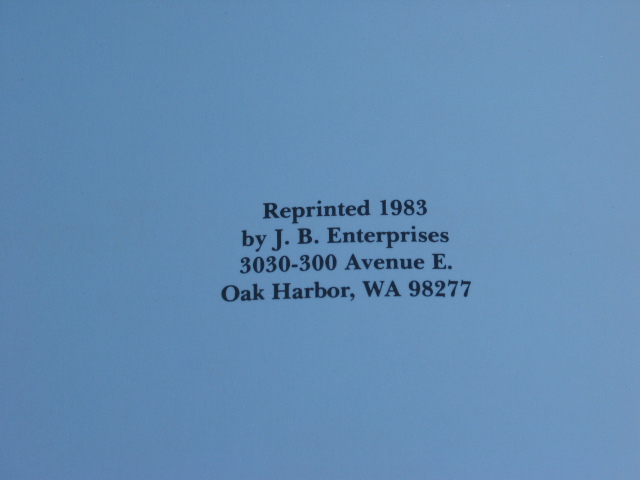 Reprinted 1983
by J. B. Enterprises
3030-300 Avenue E.
Oak Harbor, WA 98277